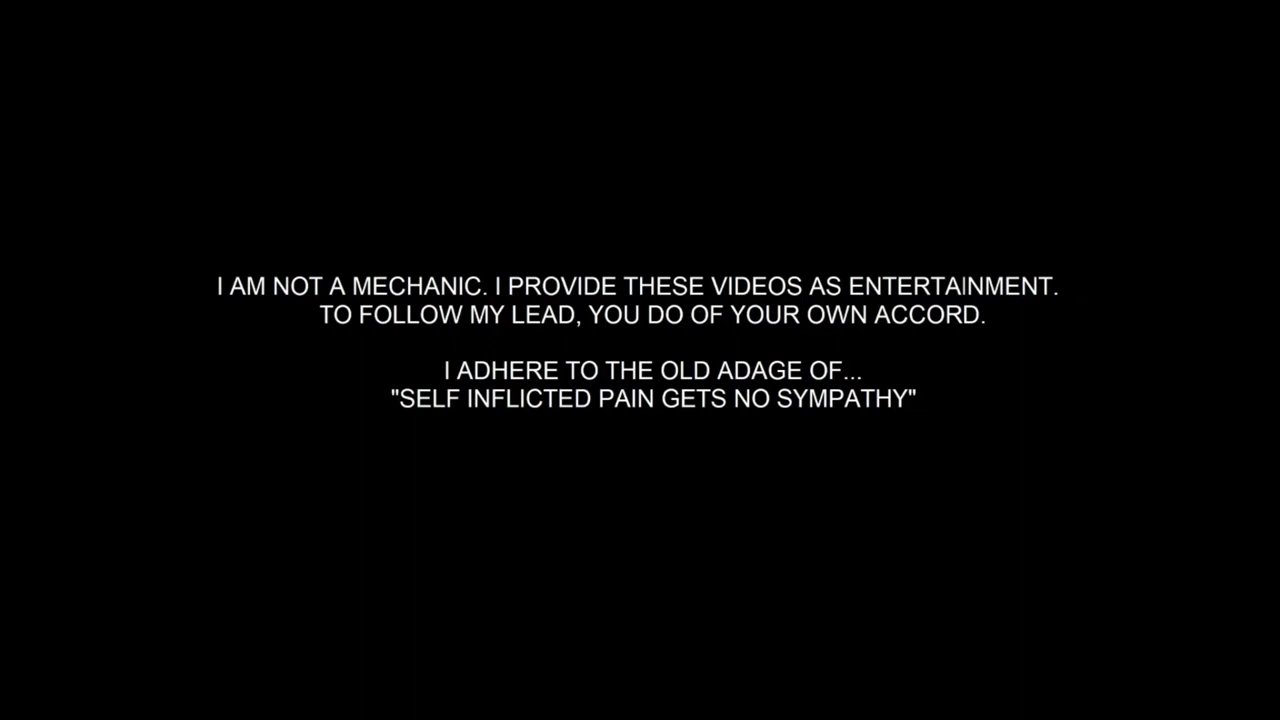 I AM NOT A MECHANIC. I PROVIDE THESE VIDEOS AS ENTERTAINMENT.
TO FOLLOW MY LEAD, YOU DO OF YOUR OWN ACCORD.
I ADHERE TO THE OLD ADAGE OF...
"SELF INFLICTED PAIN GETS NO SYMPATHY"